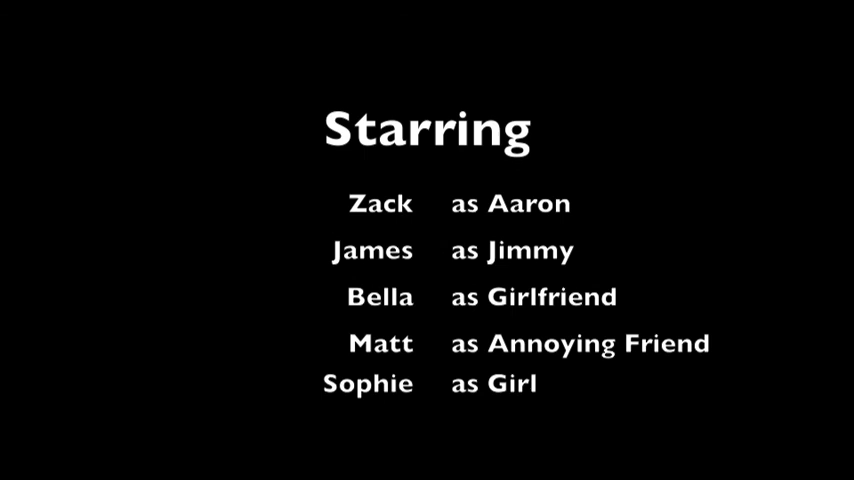 Starring
Zack as Aaron
James as Jimmy
Bella as Girlfriend
Matt as Annoying Friend
Sophie as Girl